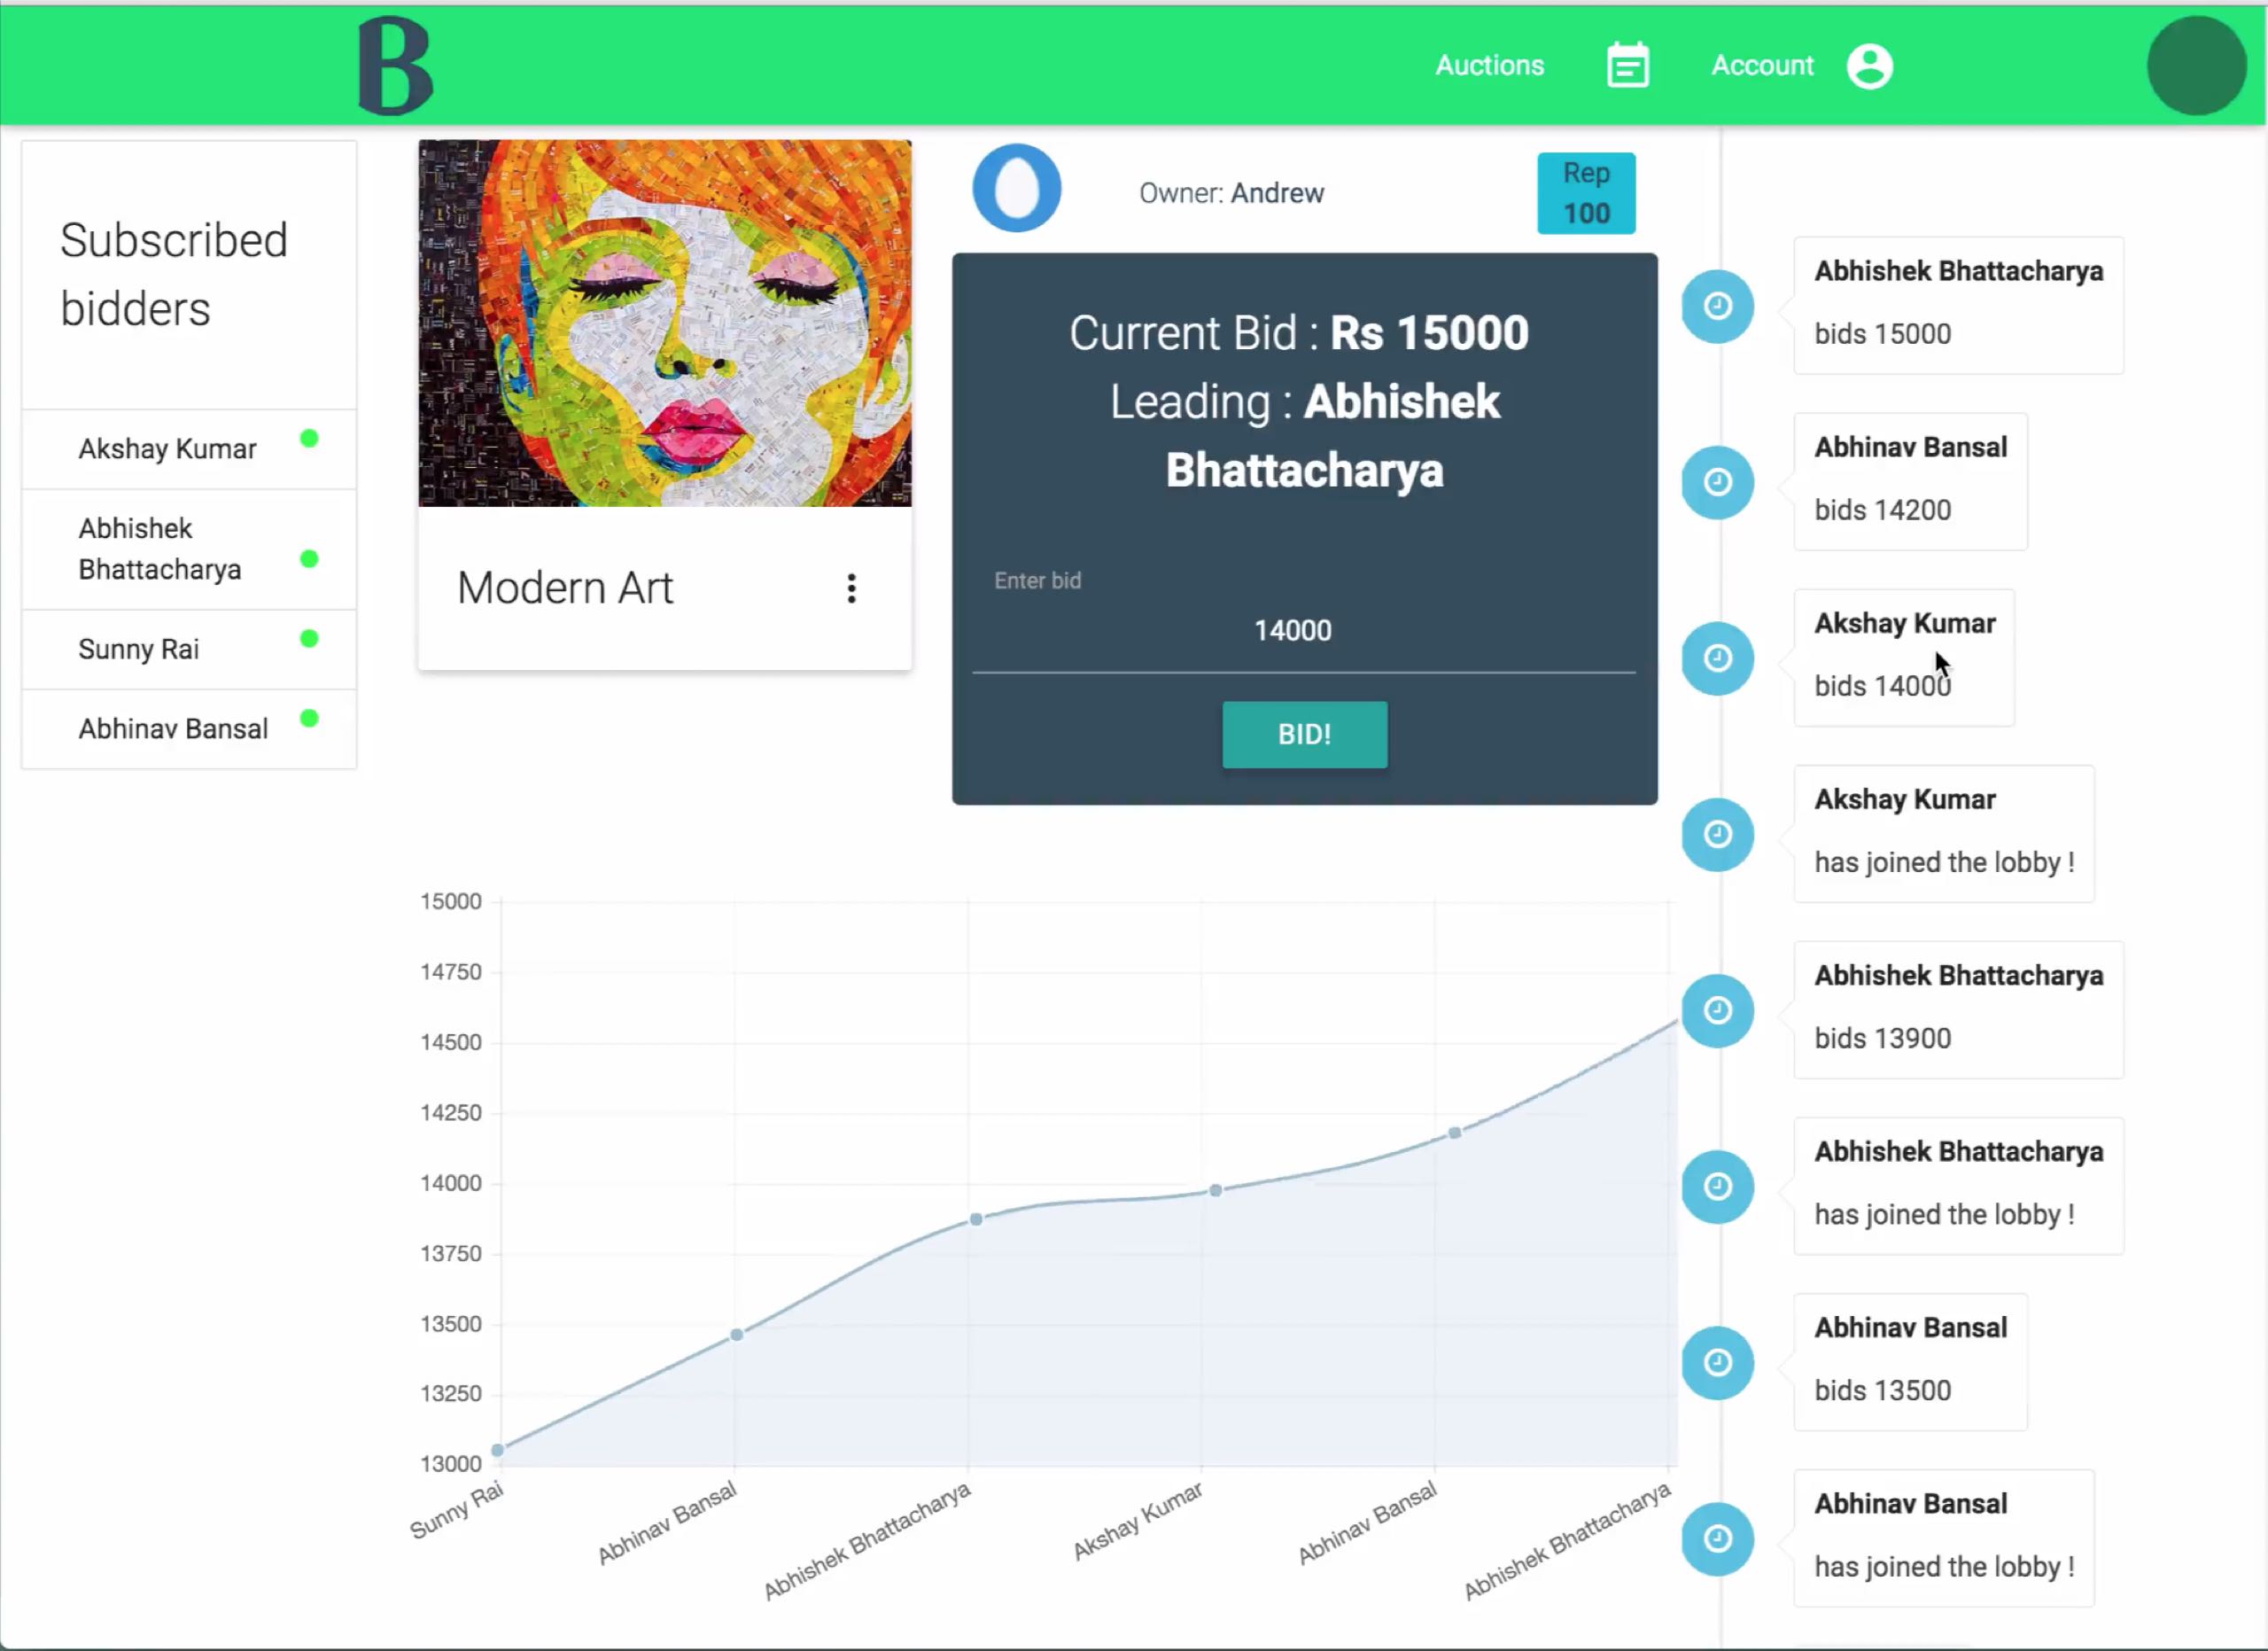 B
Auctions
Account
Subscribed
bidders
Akshay Kumar
Abhishek
Bhattacharya
Sunny Rai
Abhinav Bansal
Modern Art
Owner: Andrew
Rep
100
Current Bid : Rs 15000
Leading : Abhishek
Bhattacharya
Enter bid
14000
BID!
15000
14750
14500
14250
14000
13750
13500
13250
13000
Sunny Rai
Abhinav Bansal
Abhishek Bhattacharya
Akshay Kumar
Abhinav Bansal
Abhishek Bhattacharya
Abhishek Bhattacharya
bids 15000
Abhinav Bansal
bids 14200
Akshay Kumar
bids 14000
Akshay Kumar
has joined the lobby !
Abhishek Bhattacharya
bids 13900
Abhishek Bhattacharya
has joined the lobby !
Abhinav Bansal
bids 13500
Abhinav Bansal
has joined the lobby !